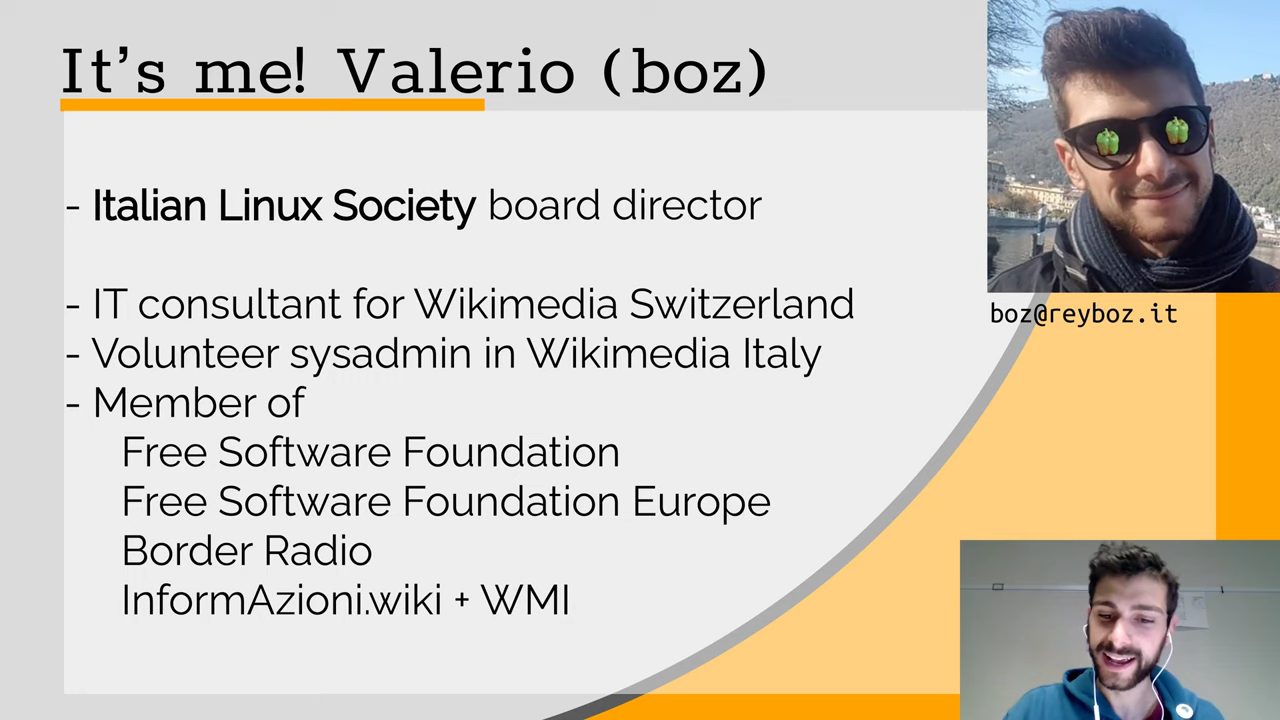 It's me! Valerio (boz)
- Italian Linux Society board director
- IT consultant for Wikimedia Switzerland
- Volunteer sysadmin in Wikimedia Italy
- Member of
Free Software Foundation
Free Software Foundation Europe
Border Radio
InformAzioni.wiki + WMI
boz@reyboz.it